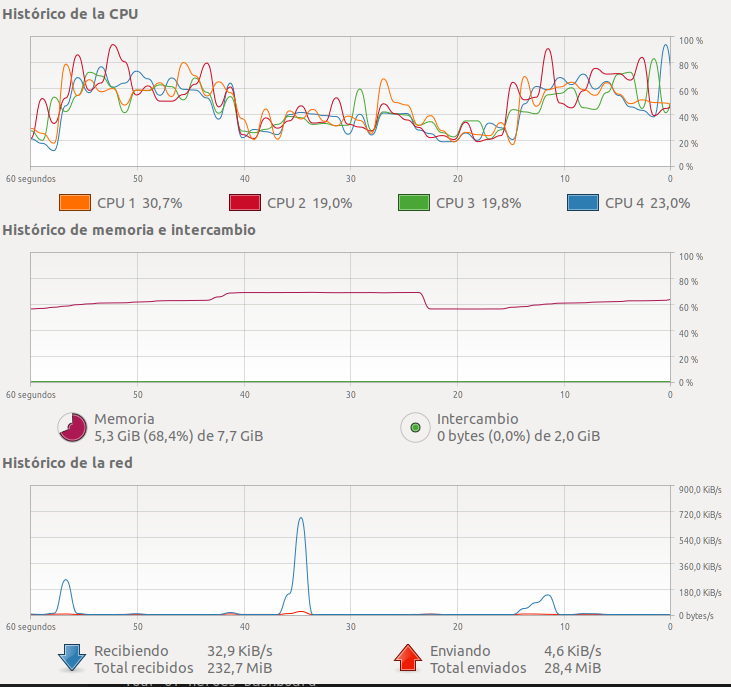 Histórico de la CPU
100 %
80 %
60 %
40 %
20 %
0 %
60 segundos 50 40 30 20 10 0
CPU 1 30,7% CPU 2 19,0% CPU 3 19,8% CPU 4 23,0%
Histórico de memoria e intercambio
100 %
80 %
60 %
40 %
20 %
0 %
60 segundos 50 40 30 20 10 0
Memoria
5,3 GiB (68,4%) de 7,7 GiB
Intercambio
0 bytes (0,0%) de 2,0 GiB
Histórico de la red
900,0 KiB/s
720,0 KiB/s
540,0 KiB/s
360,0 KiB/s
180,0 KiB/s
0 bytes/s
60 segundos 50 40 30 20 10 0
Recibiendo 32,9 KiB/s
Total recibidos 232,7 MiB
Enviando 4,6 KiB/s
Total enviados 28,4 MiB